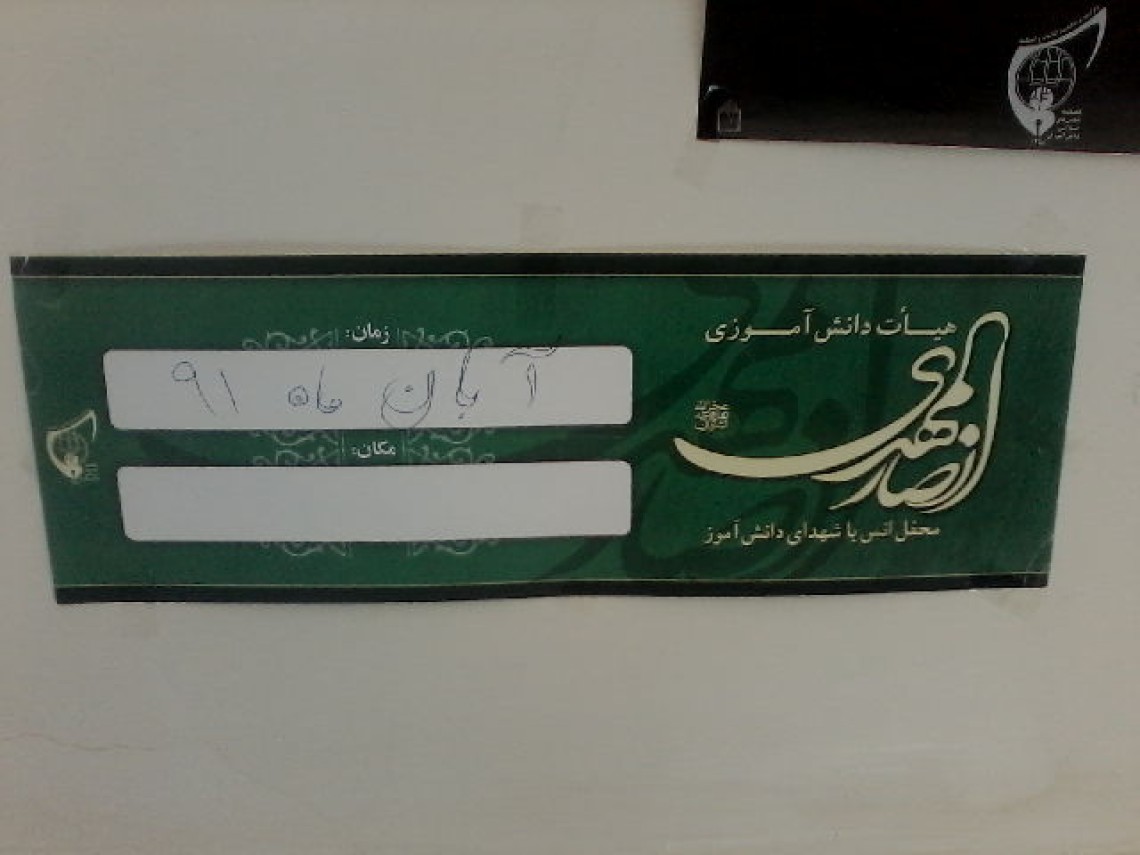 هیأت دانش آموزی
انصار المهدی
محفل انس با شهدای دانش آموز
زمان:
آبان ماه ۹۱
مکان: